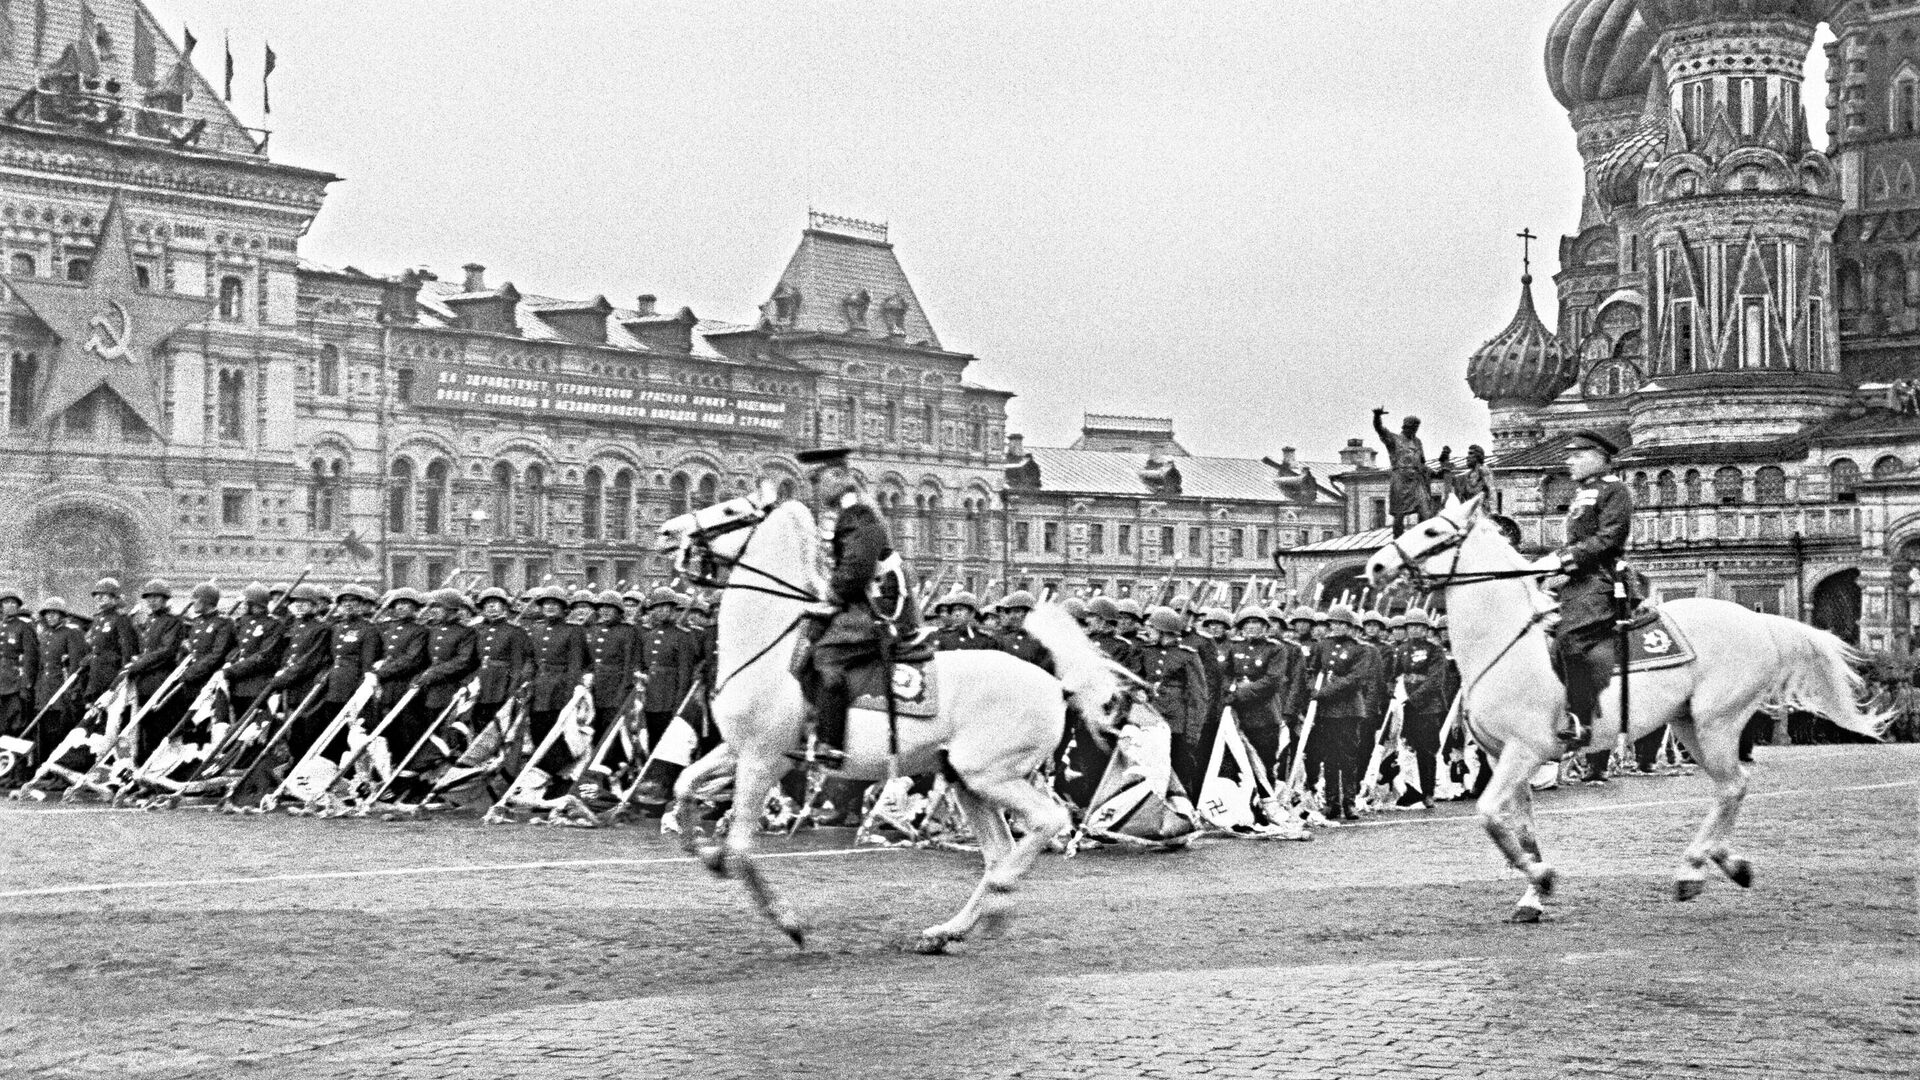 ДА ЗДРАВСТВУЕТ ГЕРОИЧЕСКАЯ КРАСНАЯ АРМИЯ - НАДЕЖНЫЙ
ОПЛОТ СВОБОДЫ И НЕЗАВИСИМОСТИ НАРОДОВ НАШЕЙ СТРАНЫ!